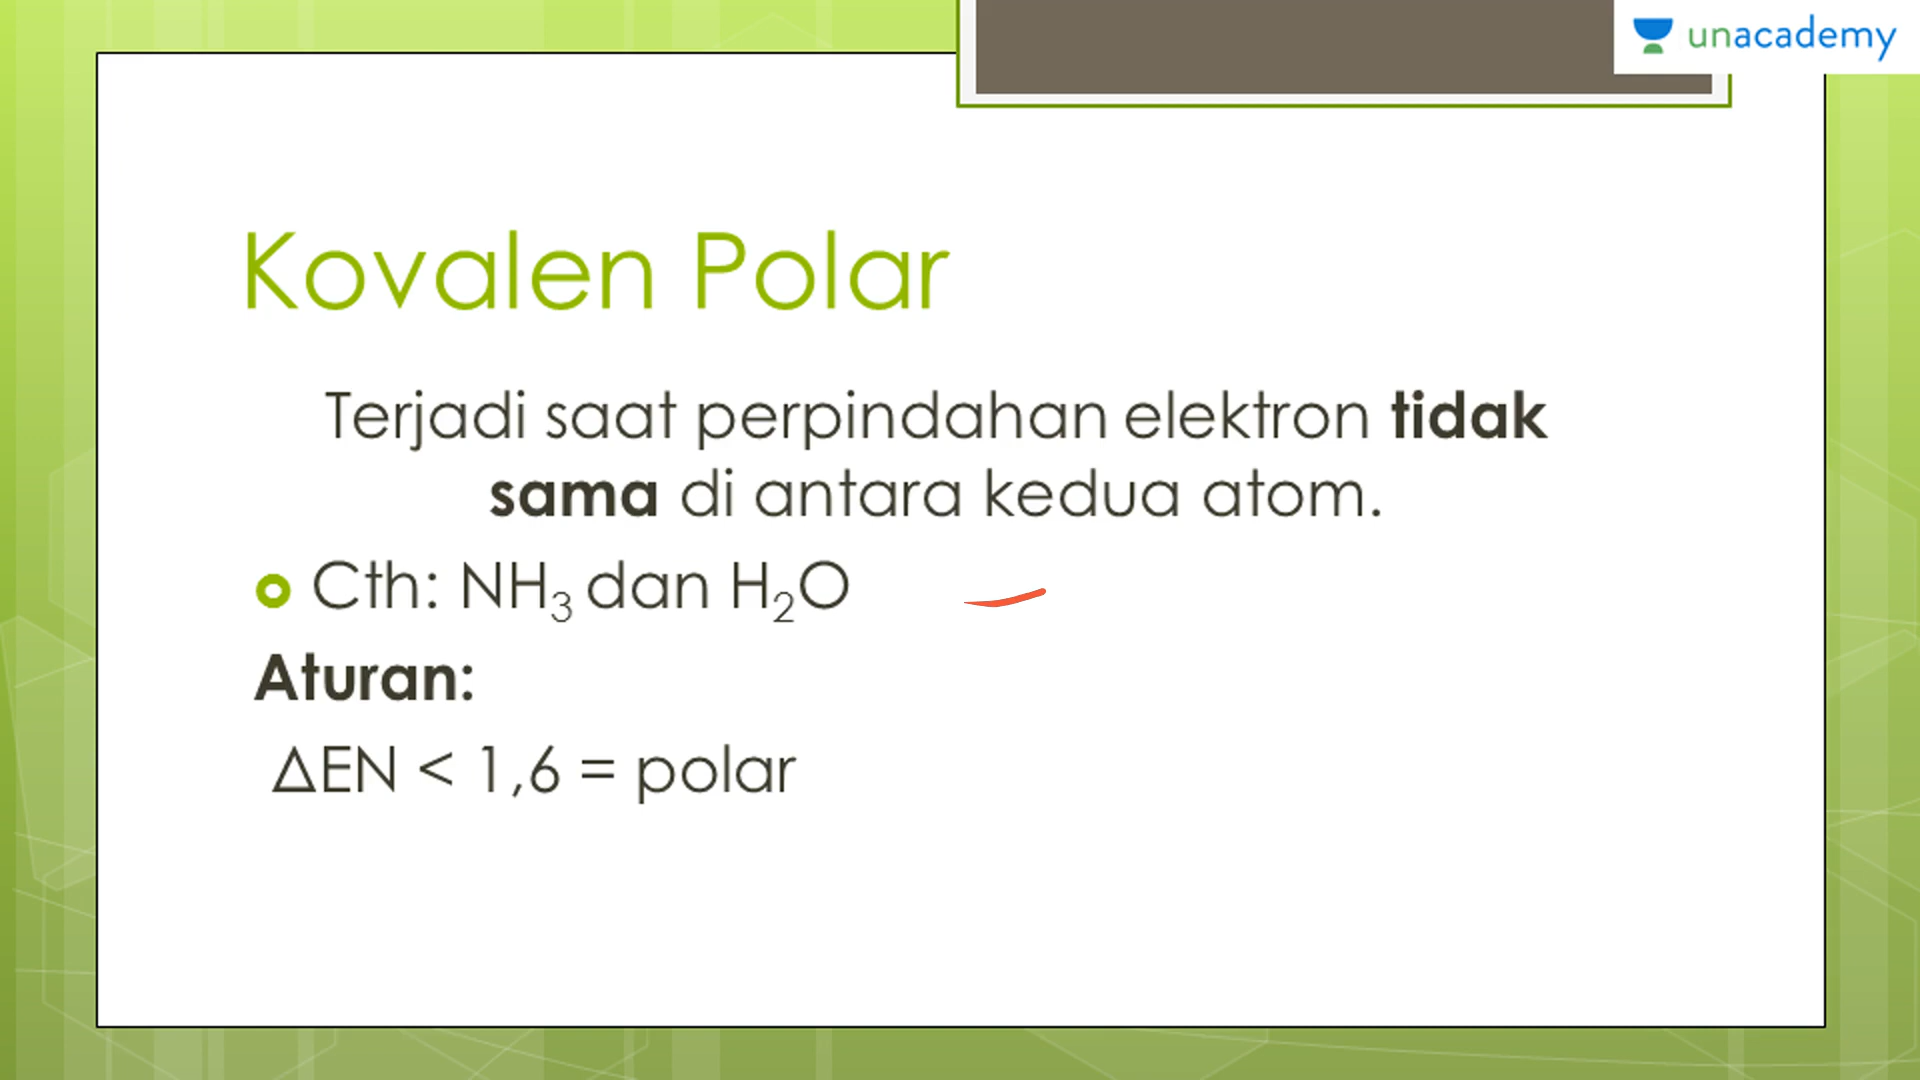 unacademy
Kovalen Polar
Terjadi saat perpindahan elektron tidak
sama di antara kedua atom.
Cth: NH₃ dan H₂O
Aturan:
ΔEN < 1,6 = polar